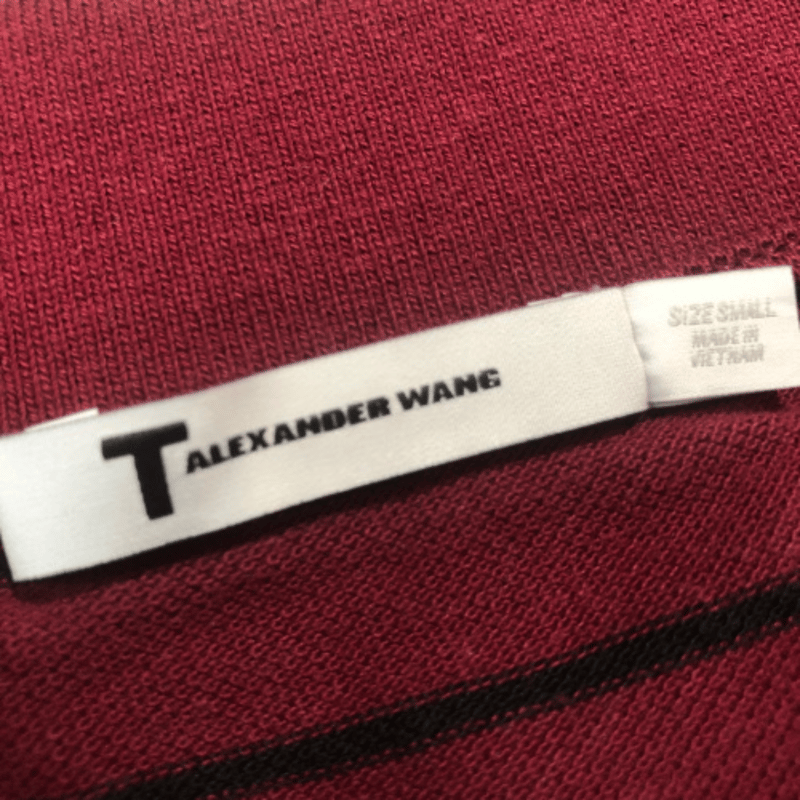 T ALEXANDER WANG
SIZE SMALL
MADE IN
VIETNAM